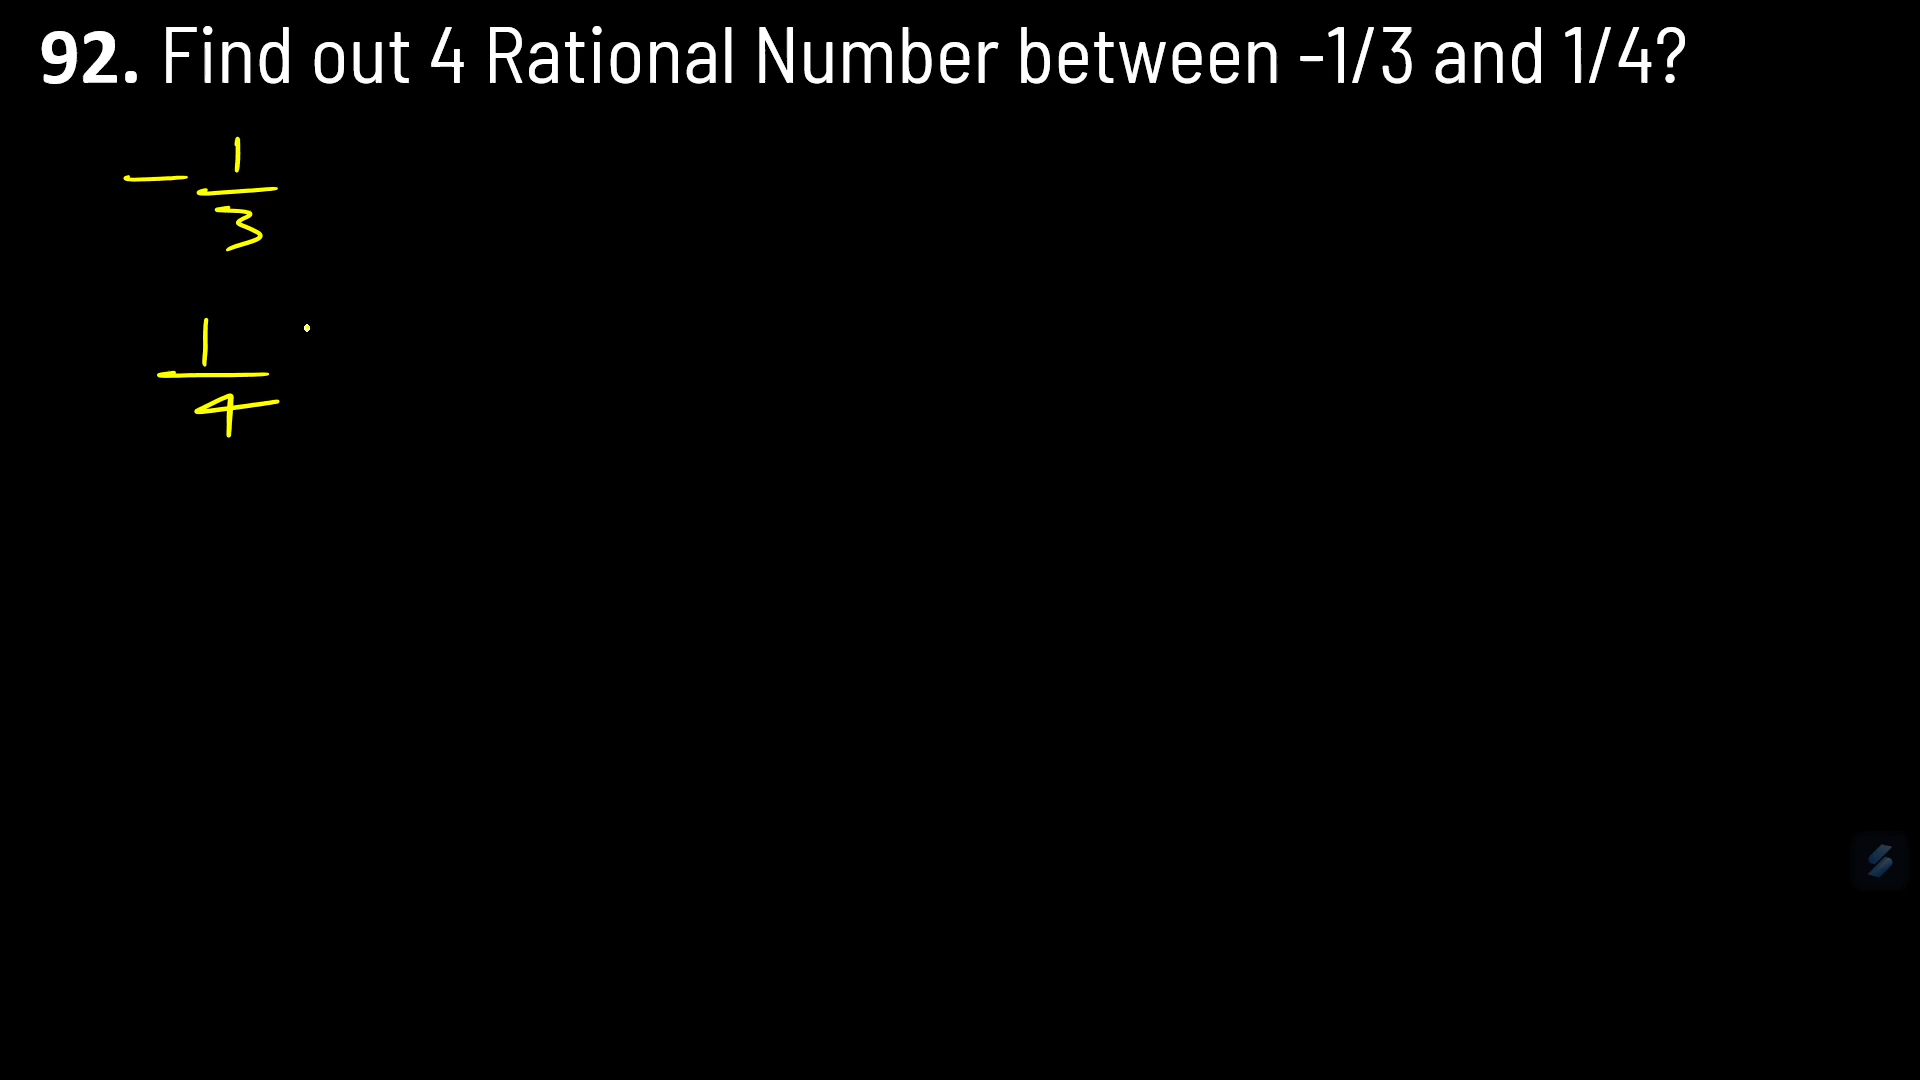 92. Find out 4 Rational Number between -1/3 and 1/4?
- 1/3
1/4